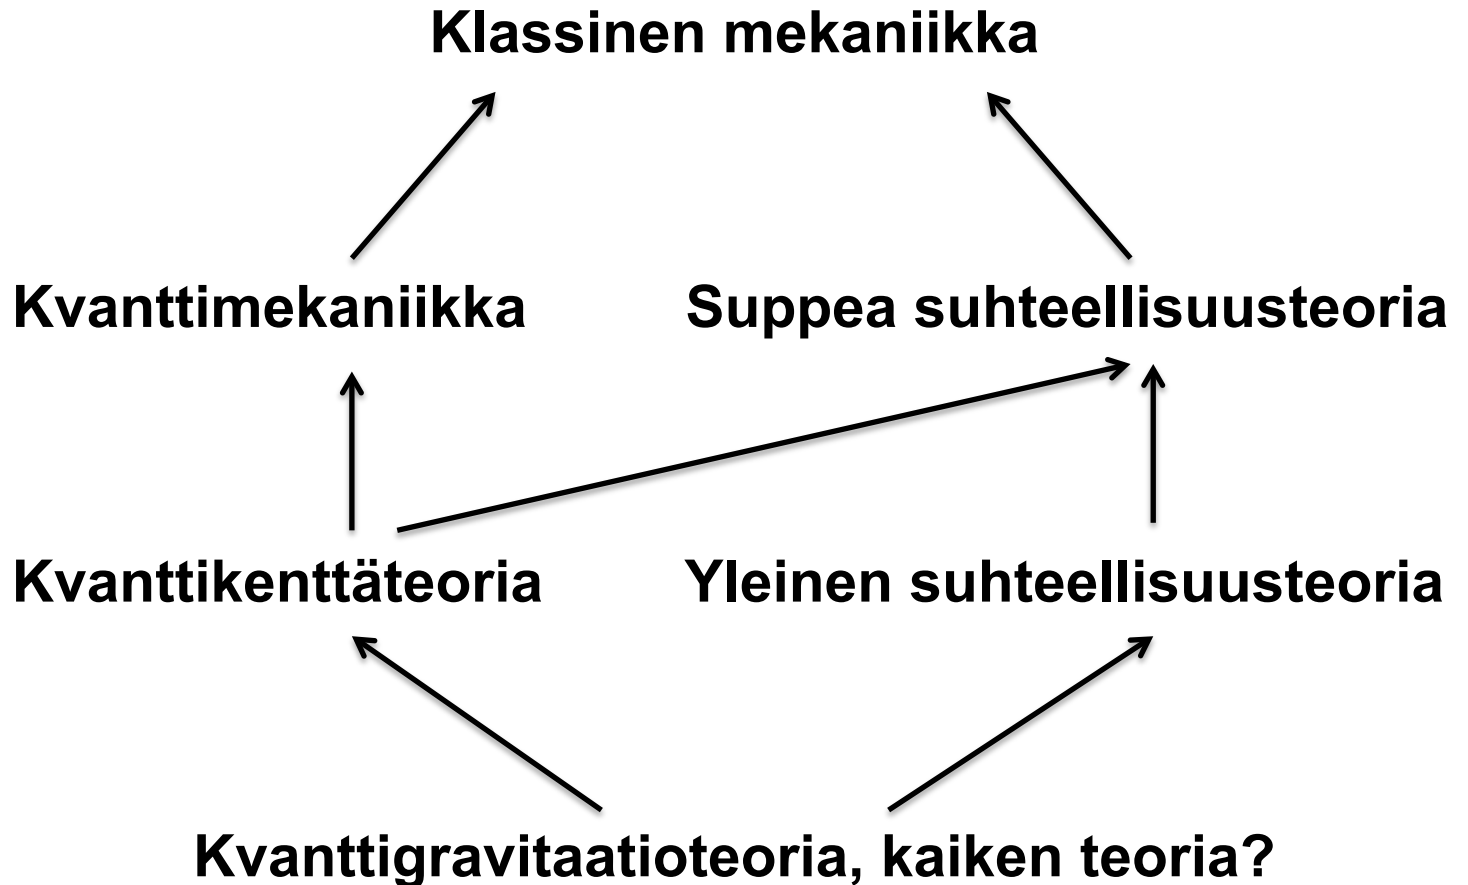 Klassinen mekaniikka
Kvanttimekaniikka
Suppea suhteellisuusteoria
Kvanttikenttäteoria
Yleinen suhteellisuusteoria
Kvanttigravitaatioteoria, kaiken teoria?